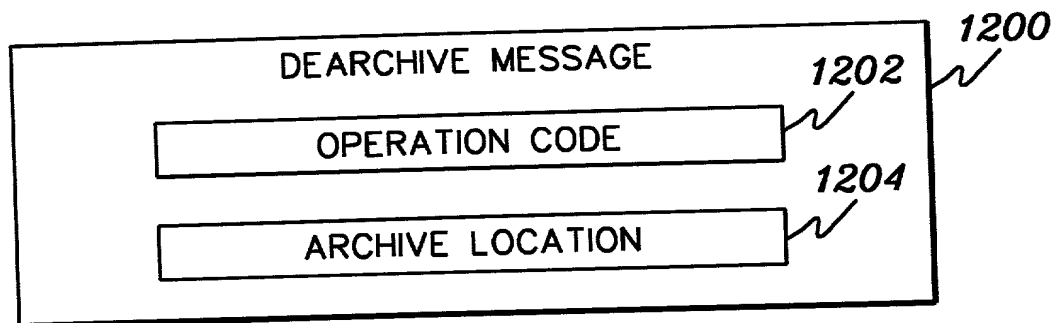 1200
DEARCHIVE MESSAGE
1202
OPERATION CODE
1204
ARCHIVE LOCATION